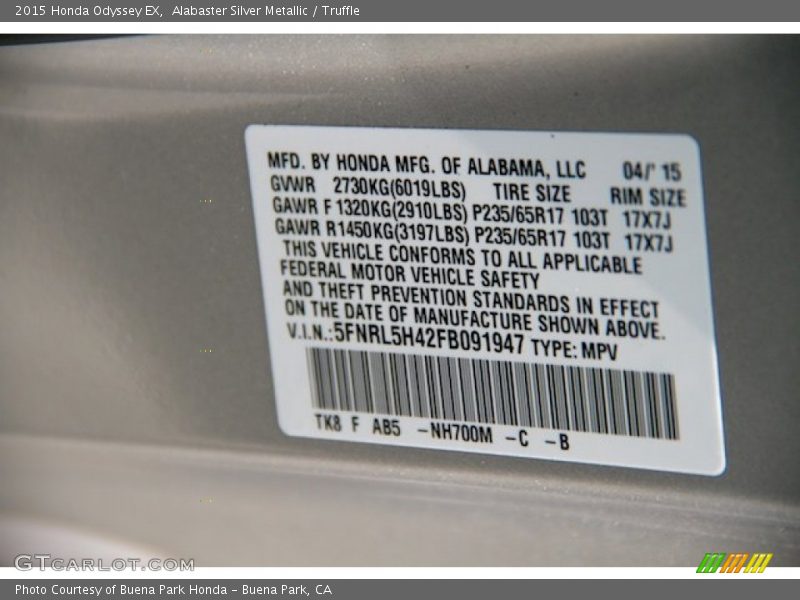 2015 Honda Odyssey EX,  Alabaster Silver Metallic / Truffle
MFD. BY HONDA MFG. OF ALABAMA, LLC 04/' 15
GVWR 2730KG(6019LBS) TIRE SIZE RIM SIZE
GAWR F 1320KG(2910LBS) P235/65R17 103T 17X7J
GAWR R1450KG(3197LBS) P235/65R17 103T 17X7J
THIS VEHICLE CONFORMS TO ALL APPLICABLE
FEDERAL MOTOR VEHICLE SAFETY
AND THEFT PREVENTION STANDARDS IN EFFECT
ON THE DATE OF MANUFACTURE SHOWN ABOVE.
V.I.N.:5FNRL5H42FB091947 TYPE: MPV
TK8 F AB5 -NH700M -C -B
GTCARLOT.COM
Photo Courtesy of Buena Park Honda - Buena Park, CA